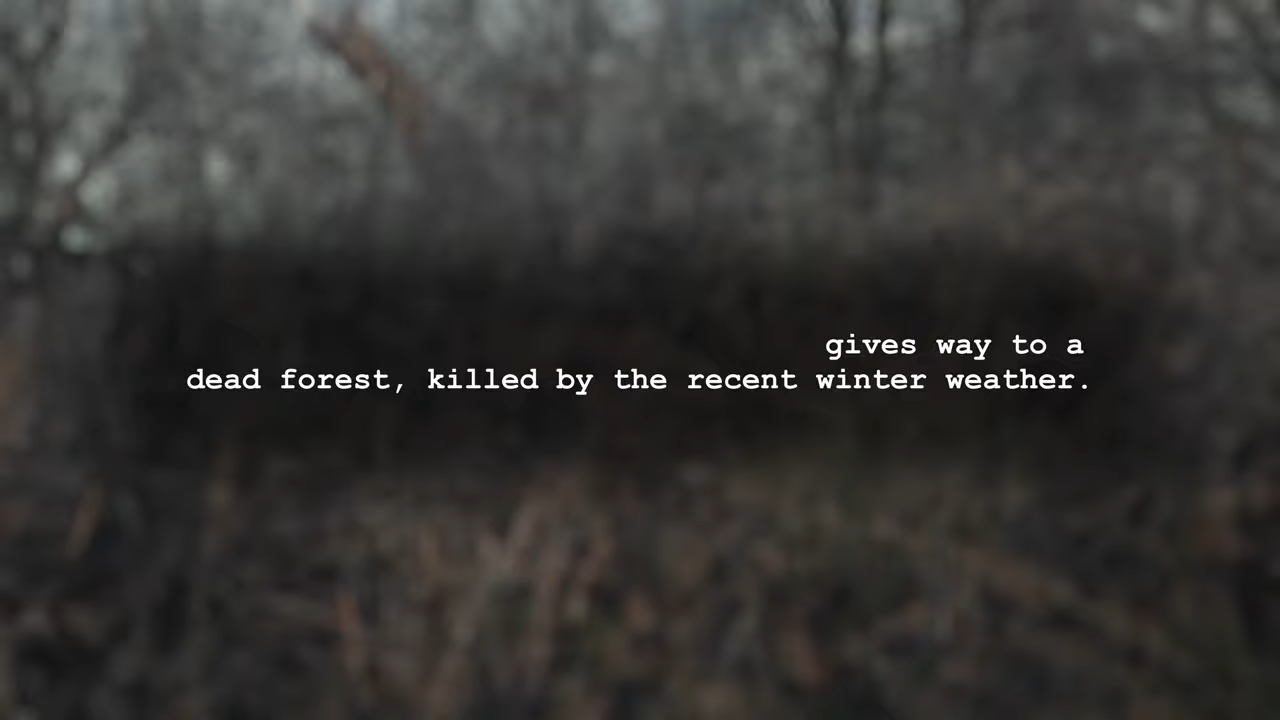 gives way to a
dead forest, killed by the recent winter weather.